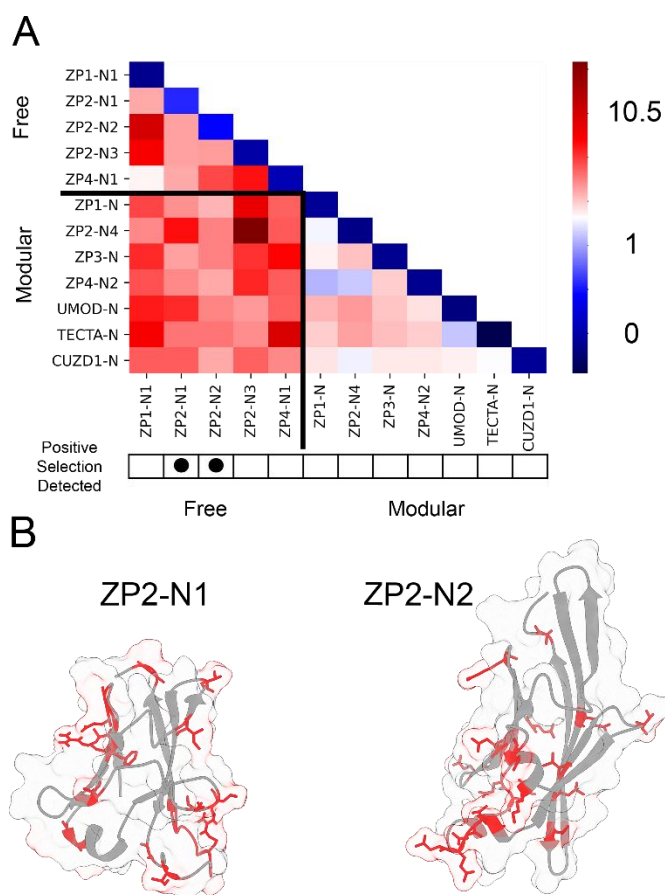 A
Free
Modular
ZP1-N1
ZP2-N1
ZP2-N2
ZP2-N3
ZP4-N1
ZP1-N
ZP2-N4
ZP3-N
ZP4-N2
UMOD-N
TECTA-N
CUZD1-N
10.5
1
0
ZP1-N1
ZP2-N1
ZP2-N2
ZP2-N3
ZP4-N1
ZP1-N
ZP2-N4
ZP3-N
ZP4-N2
UMOD-N
TECTA-N
CUZD1-N
Positive
Selection
Detected
Free
Modular
B
ZP2-N1
ZP2-N2